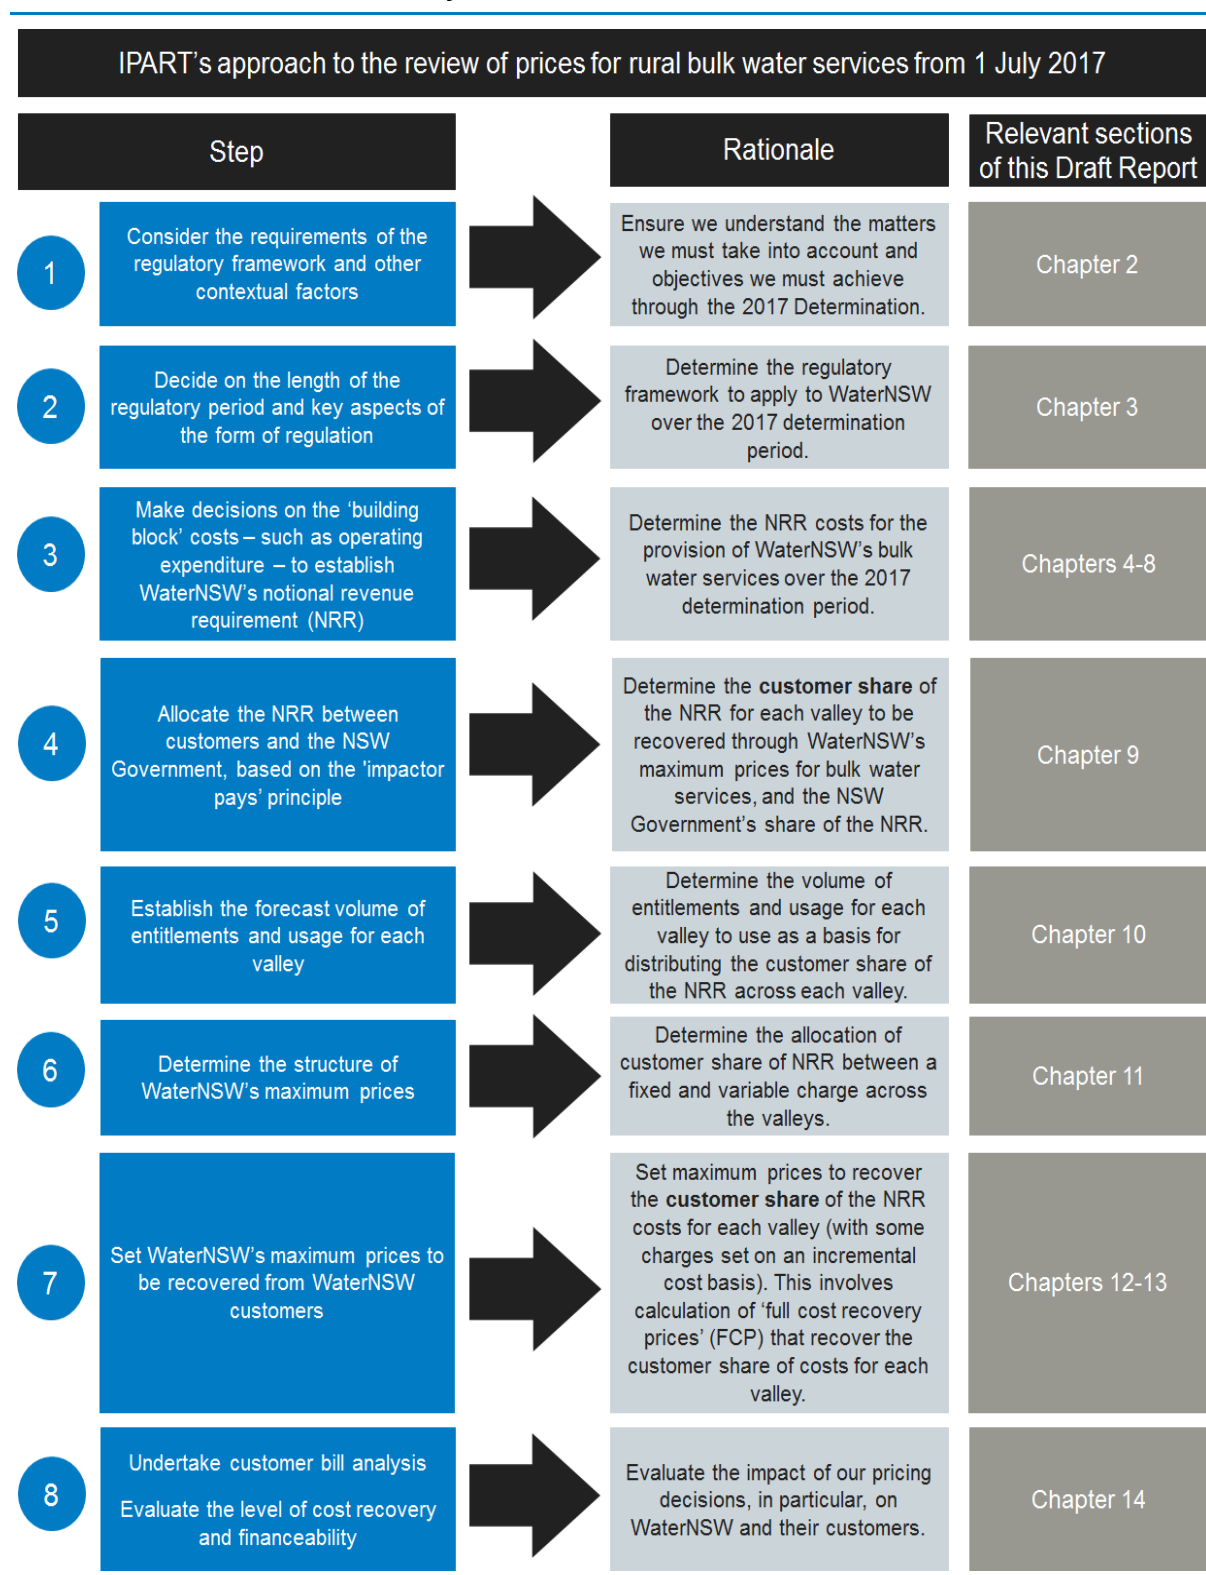 IPART's approach to the review of prices for rural bulk water services from 1 July 2017
Step
Rationale
Relevant sections
of this Draft Report
1
Consider the requirements of the
regulatory framework and other
contextual factors
Ensure we understand the matters
we must take into account and
objectives we must achieve
through the 2017 Determination.
Chapter 2
2
Decide on the length of the
regulatory period and key aspects of
the form of regulation
Determine the regulatory
framework to apply to WaterNSW
over the 2017 determination
period.
Chapter 3
3
Make decisions on the ‘building
block’ costs – such as operating
expenditure – to establish
WaterNSW’s notional revenue
requirement (NRR)
Determine the NRR costs for the
provision of WaterNSW’s bulk
water services over the 2017
determination period.
Chapters 4-8
4
Allocate the NRR between
customers and the NSW
Government, based on the 'impactor
pays’ principle
Determine the customer share of
the NRR for each valley to be
recovered through WaterNSW’s
maximum prices for bulk water
services, and the NSW
Government’s share of the NRR.
Chapter 9
5
Establish the forecast volume of
entitlements and usage for each
valley
Determine the volume of
entitlements and usage for each
valley to use as a basis for
distributing the customer share of
the NRR across each valley.
Chapter 10
6
Determine the structure of
WaterNSW’s maximum prices
Determine the allocation of
customer share of NRR between a
fixed and variable charge across
the valleys.
Chapter 11
7
Set WaterNSW’s maximum prices to
be recovered from WaterNSW
customers
Set maximum prices to recover
the customer share of the NRR
costs for each valley (with some
charges set on an incremental
cost basis). This involves
calculation of ‘full cost recovery
prices’ (FCP) that recover the
customer share of costs for each
valley.
Chapters 12-13
8
Undertake customer bill analysis
Evaluate the level of cost recovery
and financeability
Evaluate the impact of our pricing
decisions, in particular, on
WaterNSW and their customers.
Chapter 14